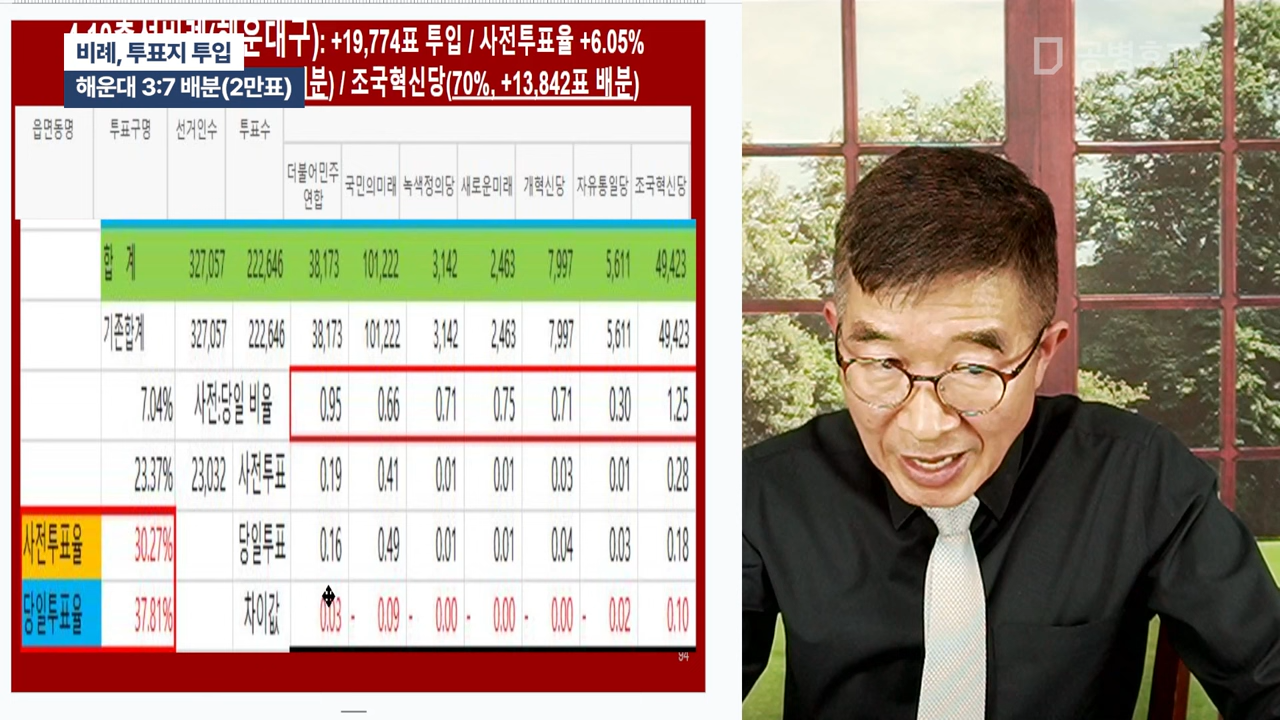 4.10총선비례(해운대구): +19,774표 투입 / 사전투표율 +6.05%
비례, 투표지 투입
해운대 3:7 배분(2만표)
분) / 조국혁신당(70%, +13,842표 배분)
읍면동명 투표구명 선거인수 투표수
더불어민주연합 국민의미래 녹색정의당 새로운미래 개혁신당 자유통일당 조국혁신당
합 계 327,057 222,646 38,173 101,222 3,142 2,463 7,997 5,611 49,423
기존합계 327,057 222,646 38,173 101,222 3,142 2,463 7,997 5,611 49,423
7.04% 사전:당일 비율 0.95 0.66 0.71 0.75 0.71 0.30 1.25
23.37% 23,032 사전투표 0.19 0.41 0.01 0.01 0.03 0.01 0.28
사전투표율 30.27% 당일투표 0.16 0.49 0.01 0.01 0.04 0.03 0.18
당일투표율 37.81% 차이값 0.03 - 0.09 - 0.00 - 0.00 - 0.00 - 0.02 0.10
94